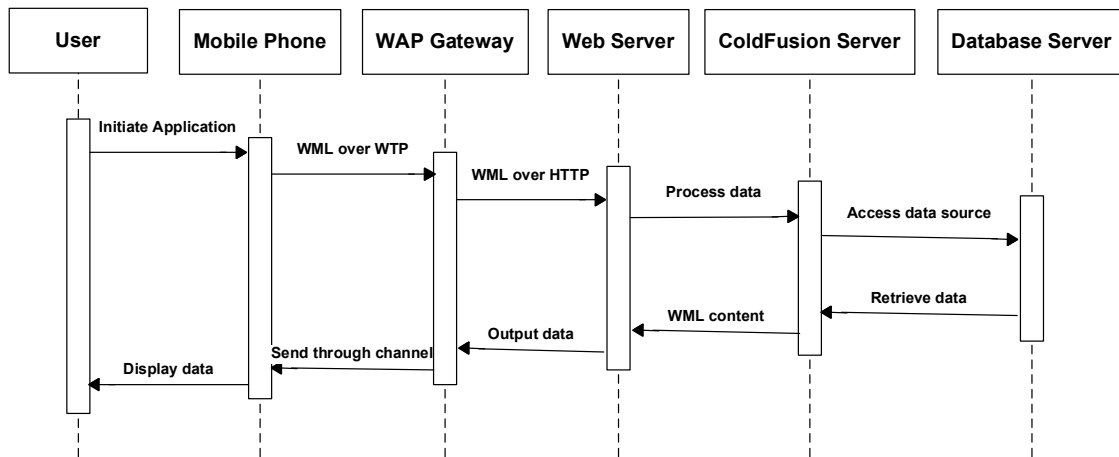 User
Mobile Phone
WAP Gateway
Web Server
ColdFusion Server
Database Server
Initiate Application
WML over WTP
WML over HTTP
Process data
Access data source
Retrieve data
WML content
Output data
Send through channel
Display data